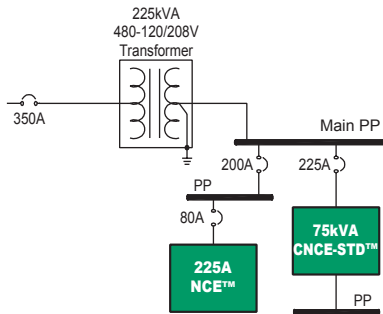 225kVA
480-120/208V
Transformer
350A
Main PP
200A
225A
PP
80A
225A
NCE™
75kVA
CNCE-STD™
PP